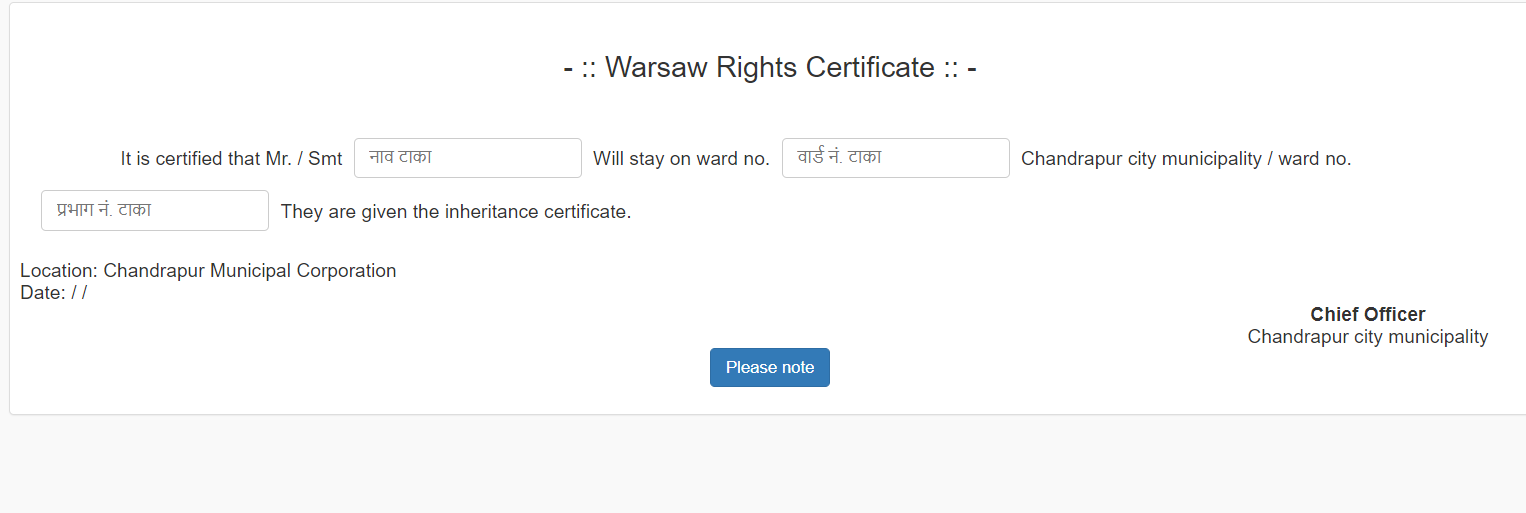 - :: Warsaw Rights Certificate :: -
It is certified that Mr. / Smt नाव टाका Will stay on ward no. वार्ड नं. टाका Chandrapur city municipality / ward no.
प्रभाग नं. टाका They are given the inheritance certificate.
Location: Chandrapur Municipal Corporation
Date: / /
Chief Officer
Chandrapur city municipality
Please note